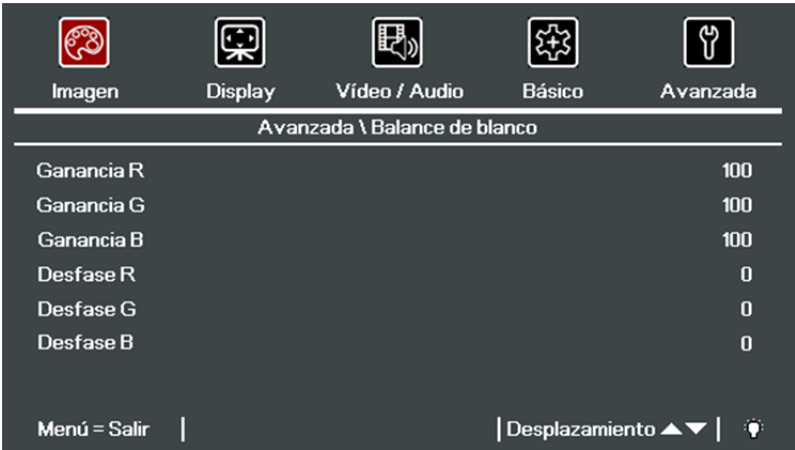 Imagen Display Vídeo / Audio Básico Avanzada
Avanzada \ Balance de blanco
Ganancia R 100
Ganancia G 100
Ganancia B 100
Desfase R 0
Desfase G 0
Desfase B 0
Menú = Salir | | Desplazamiento ▲▼ |